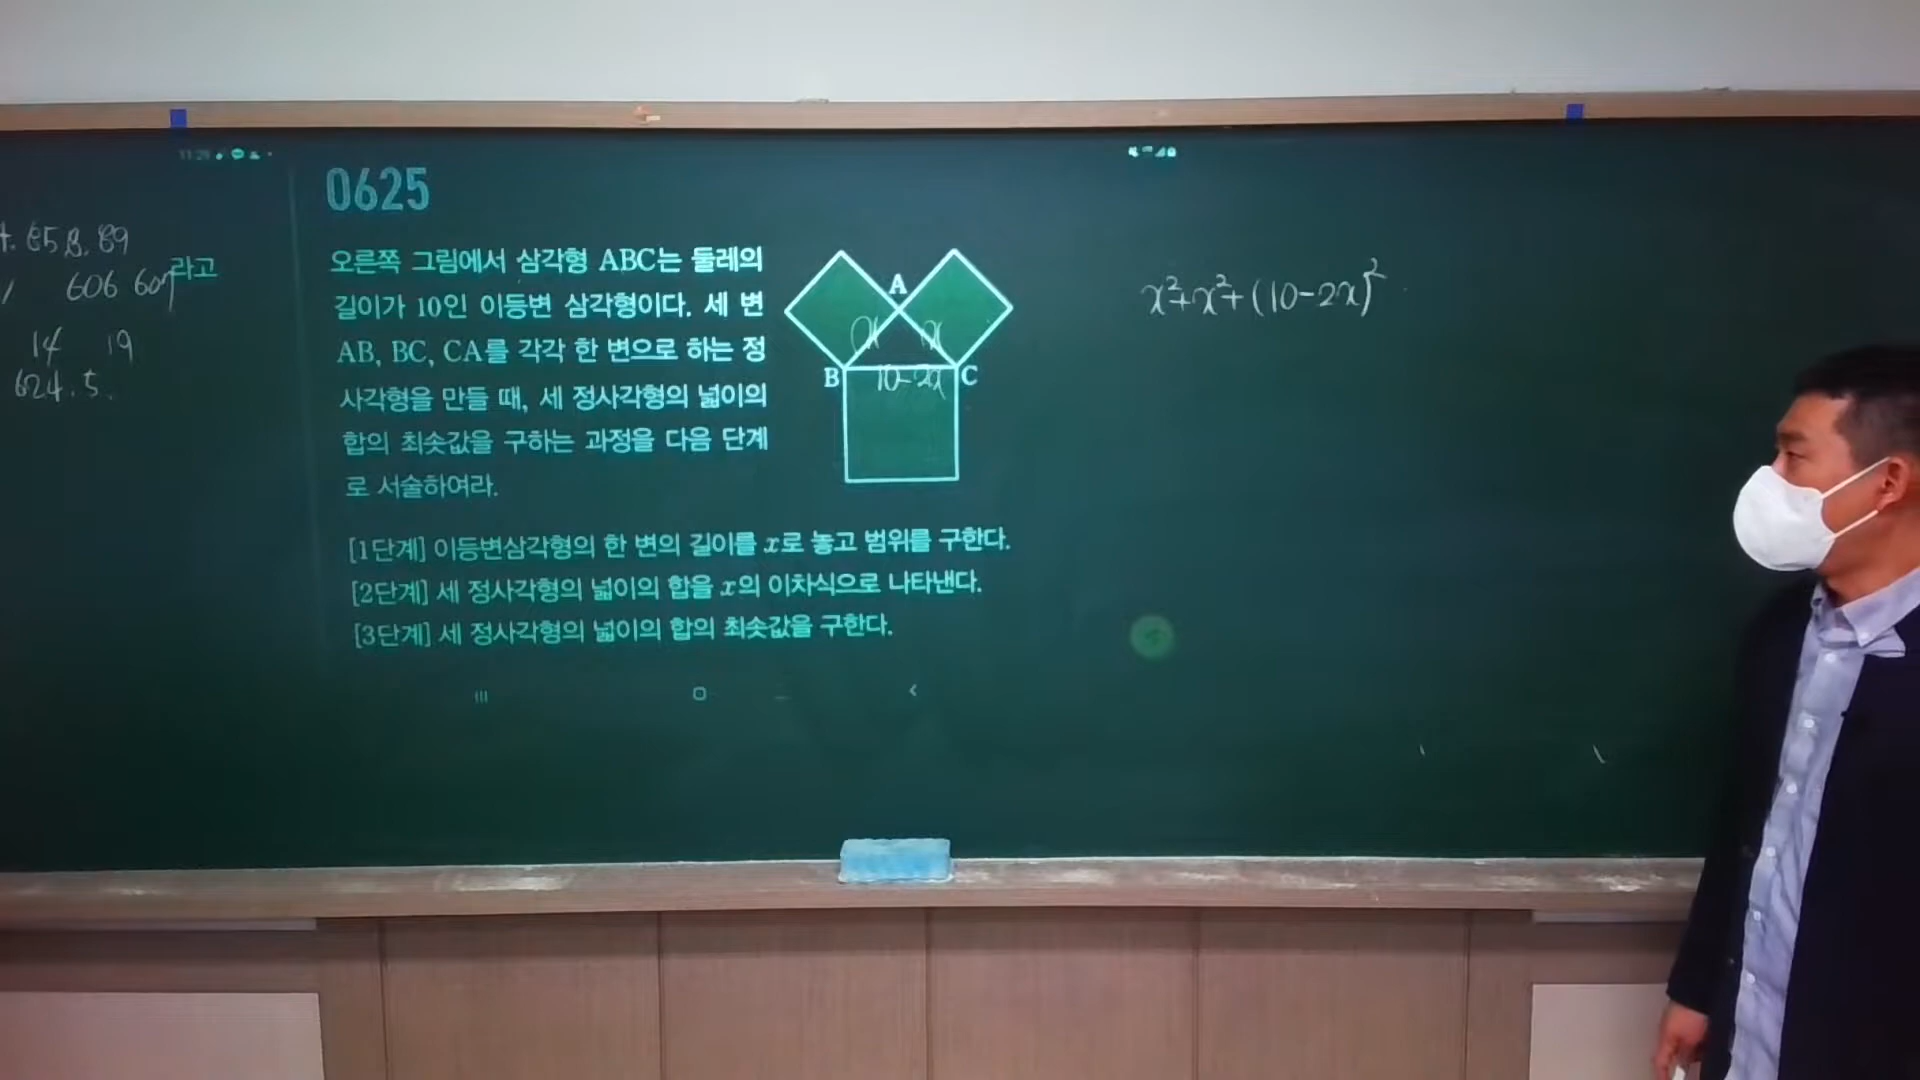 11:29
0625
오른쪽 그림에서 삼각형 ABC는 둘레의
길이가 10인 이등변 삼각형이다. 세 변
AB, BC, CA를 각각 한 변으로 하는 정
사각형을 만들 때, 세 정사각형의 넓이의
합의 최솟값을 구하는 과정을 다음 단계
로 서술하여라.
[1단계] 이등변삼각형의 한 변의 길이를 x로 놓고 범위를 구한다.
[2단계] 세 정사각형의 넓이의 합을 x의 이차식으로 나타낸다.
[3단계] 세 정사각형의 넓이의 합의 최솟값을 구한다.
A
x x
B 10-2x C
x²+x²+(10-2x)²
658. 89
라고
606 607
14 19
624.5.